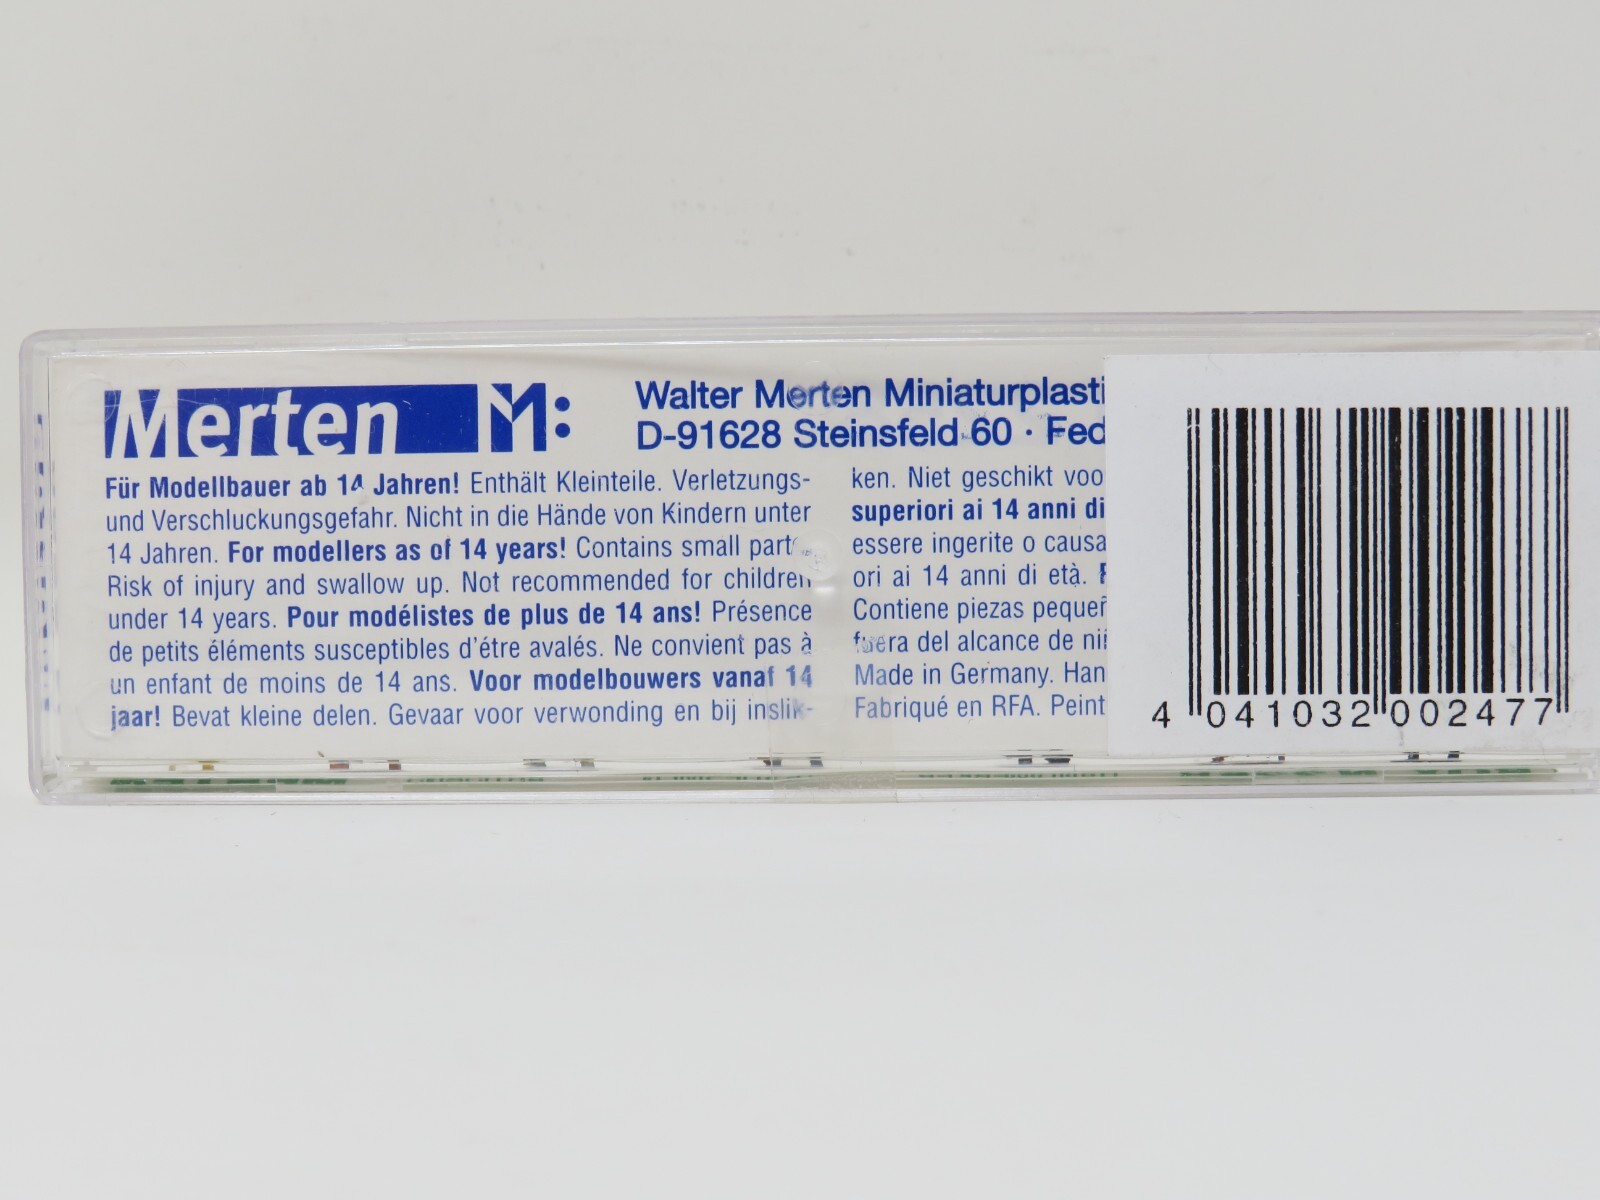 Merten M:
Walter Merten Miniaturplasti
D-91628 Steinsfeld 60 · Fed
Für Modellbauer ab 14 Jahren! Enthält Kleinteile. Verletzungs-
und Verschluckungsgefahr. Nicht in die Hände von Kindern unter
14 Jahren. For modellers as of 14 years! Contains small part
Risk of injury and swallow up. Not recommended for children
under 14 years. Pour modélistes de plus de 14 ans! Présence
de petits éléments susceptibles d'étre avalés. Ne convient pas à
un enfant de moins de 14 ans. Voor modelbouwers vanaf 14
jaar! Bevat kleine delen. Gevaar voor verwonding en bij inslik-
ken. Niet geschikt voo
superiori ai 14 anni di
essere ingerite o causa
ori ai 14 anni di età.
Contiene piezas pequeñ
fuera del alcance de niñ
Made in Germany. Han
Fabriqué en RFA. Peint
4 041032 002477